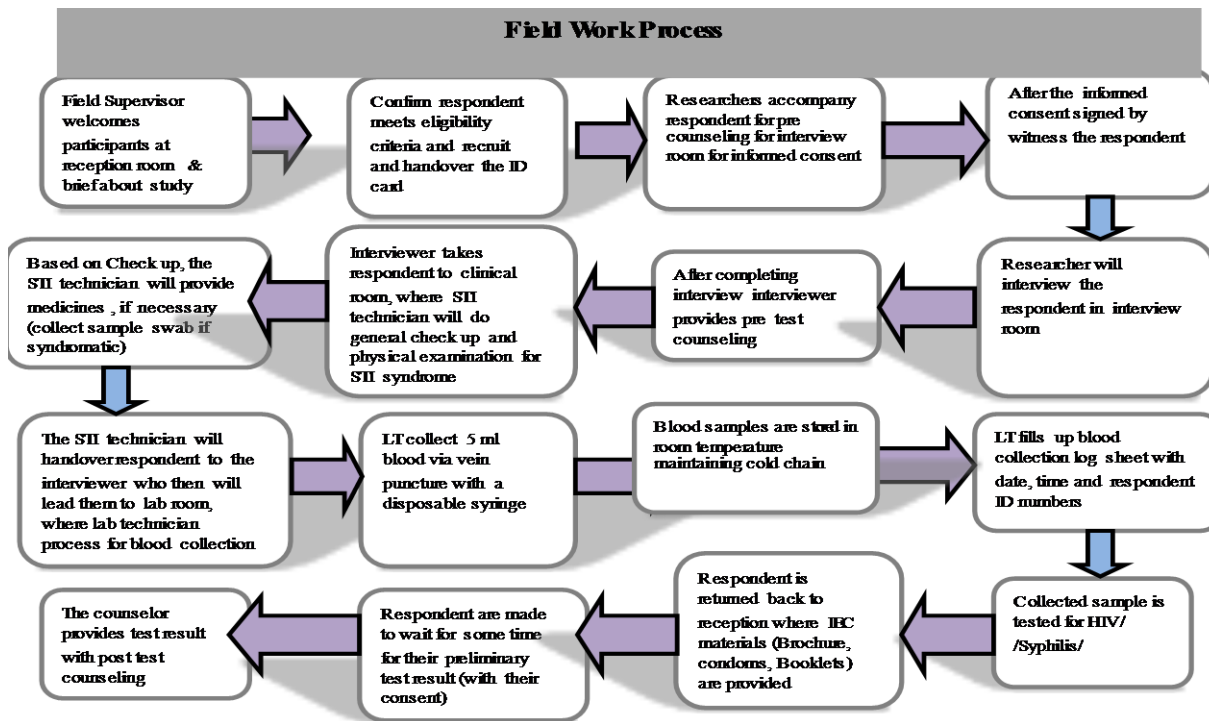 Field Work Process
Field Supervisor
welcomes
participants at
reception room &
brief about study
Confirm respondent
meets eligibility
criteria and recruit
and handover the ID
card
Researchers accompany
respondent for pre
counseling for interview
room for informed consent
After the informed
consent signed by
witness the respondent
Researcher will
interview the
respondent in interview
room
After completing
interview interviewer
provides pre test
counseling
Interviewer takes
respondent to clinical
room, where STI
technician will do
general check up and
physical examination for
STI syndrome
Based on Check up, the
STI technician will provide
medicines , if necessary
(collect sample swab if
syndromatic)
The STI technician will
handover respondent to the
interviewer who then will
lead them to lab room,
where lab technician
process for blood collection
LT collect 5 ml
blood via vein
puncture with a
disposable syringe
Blood samples are stord in
room temperature
maintaining cold chain
LT fills up blood
collection log sheet with
date, time and respondent
ID numbers
Collected sample is
tested for HIV/
/Syphilis/
Respondent is
returned back to
reception where IEC
materials (Brochure,
condoms, Booklets)
are provided
Respondent are made
to wait for some time
for their preliminary
test result (with their
consent)
The counselor
provides test result
with post test
counseling